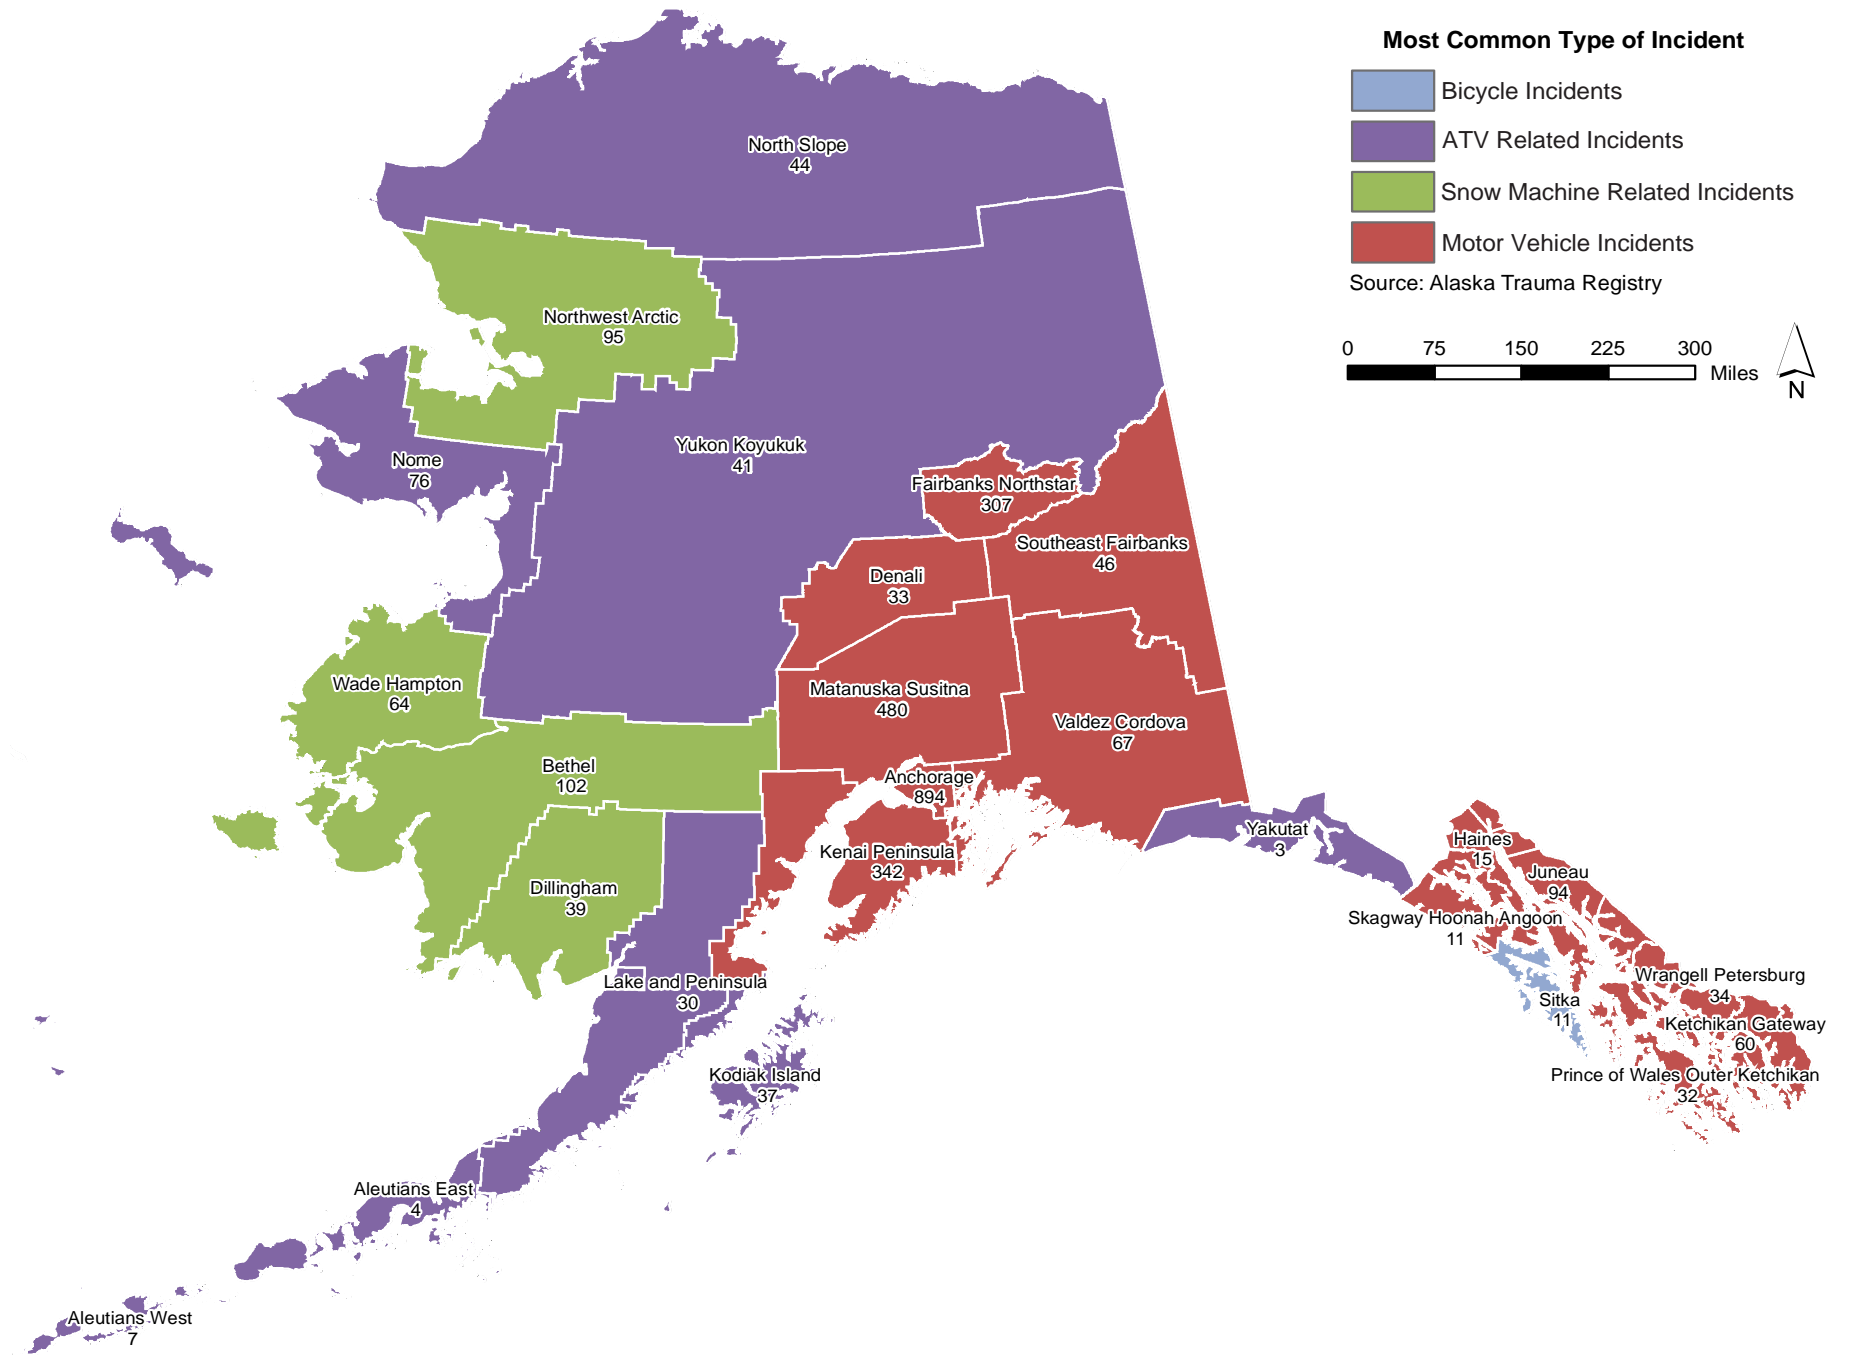 Most Common Type of Incident
Bicycle Incidents
ATV Related Incidents
Snow Machine Related Incidents
Motor Vehicle Incidents
Source: Alaska Trauma Registry
0 75 150 225 300
Miles
N
North Slope
44
Northwest Arctic
95
Yukon Koyukuk
41
Nome
76
Fairbanks Northstar
307
Southeast Fairbanks
46
Denali
33
Wade Hampton
64
Matanuska Susitna
480
Valdez Cordova
67
Bethel
102
Anchorage
894
Kenai Peninsula
342
Yakutat
3
Haines
15
Juneau
94
Dillingham
39
Skagway Hoonah Angoon
11
Lake and Peninsula
30
Wrangell Petersburg
34
Sitka
11
Ketchikan Gateway
60
Kodiak Island
37
Prince of Wales Outer Ketchikan
32
Aleutians East
4
Aleutians West
7